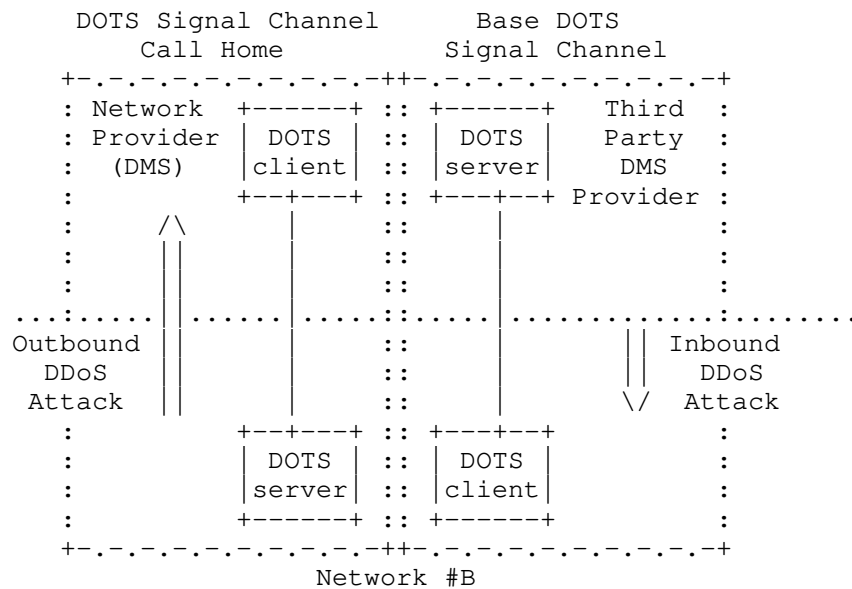 DOTS Signal Channel Base DOTS
Call Home Signal Channel
+-.-.-.-.-.-.-.-.-.-++-.-.-.-.-.-.-.-.-.-+
: Network +------+ :: +------+ Third :
: Provider | DOTS | :: | DOTS | Party :
: (DMS) |client| :: |server| DMS :
: +--+---+ :: +---+--+ Provider :
: /\ | :: | :
: || | :: | :
: || | :: | :
...:.....||......|.....::.....|.............:........
Outbound || | :: | || Inbound
DDoS || | :: | || DDoS
Attack || | :: | \/ Attack
: +--+---+ :: +---+--+ :
: | DOTS | :: | DOTS | :
: |server| :: |client| :
: +------+ :: +------+ :
+-.-.-.-.-.-.-.-.-.-++-.-.-.-.-.-.-.-.-.-+
Network #B